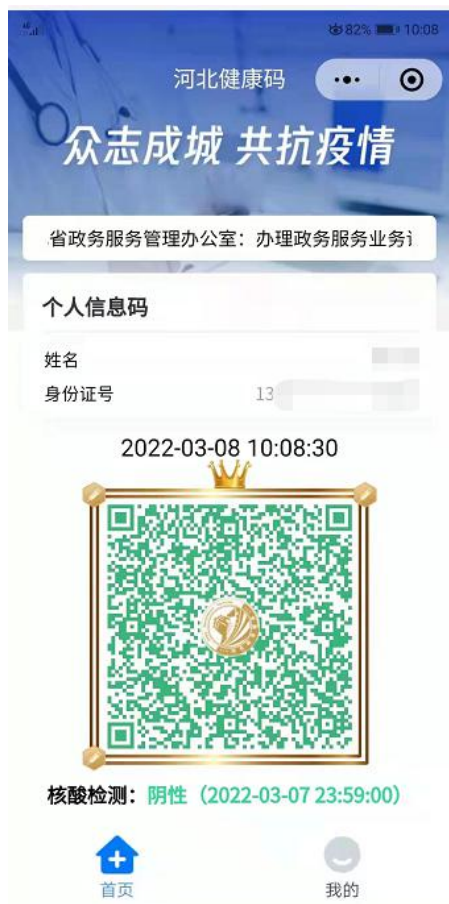 46
82% 10:08
河北健康码
众志成城 共抗疫情
省政务服务管理办公室：办理政务服务业务
个人信息码
姓名
身份证号 13
2022-03-08 10:08:30
核酸检测：阴性（2022-03-07 23:59:00）
首页 我的